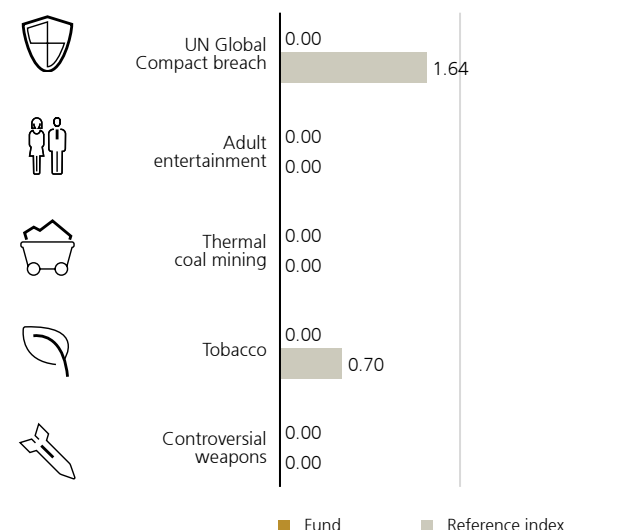 UN Global
Compact breach
0.00
1.64
Adult
entertainment
0.00
0.00
Thermal
coal mining
0.00
0.00
Tobacco
0.00
0.70
Controversial
weapons
0.00
0.00
Fund
Reference index